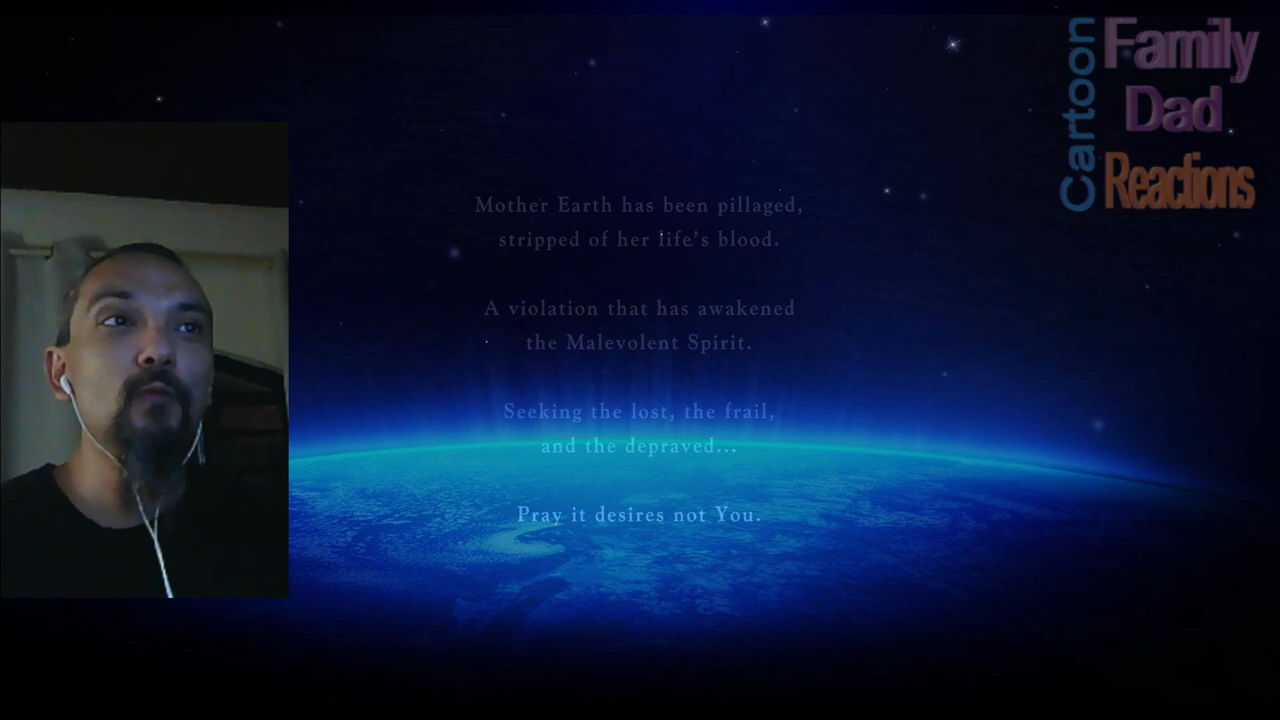 Cartoon
Family
Dad
Reactions
Mother Earth has been pillaged,
stripped of her life's blood.
A violation that has awakened
the Malevolent Spirit.
Seeking the lost, the frail,
and the depraved...
Pray it desires not You.